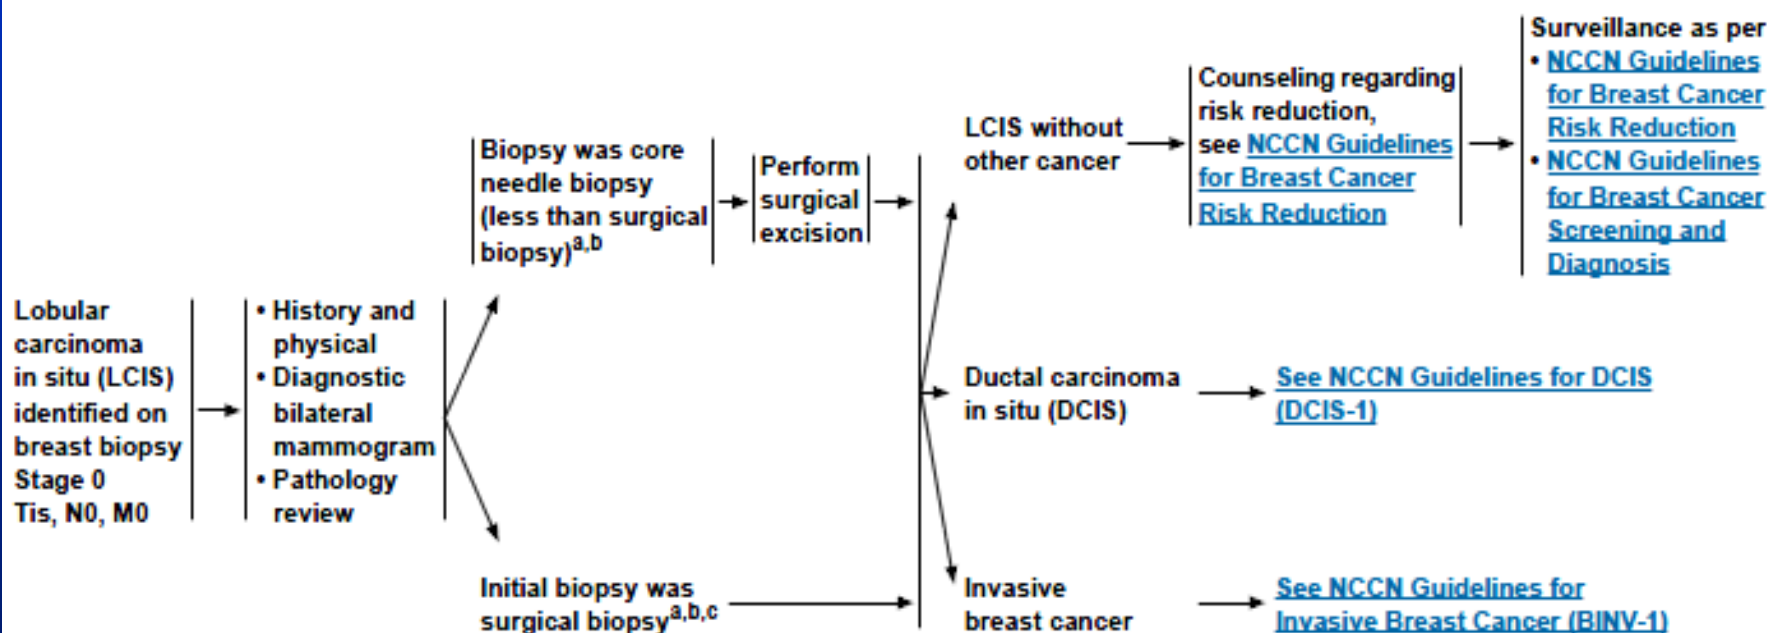 Lobular
carcinoma
in situ (LCIS)
identified on
breast biopsy
Stage 0
Tis, N0, M0
• History and
physical
• Diagnostic
bilateral
mammogram
• Pathology
review
Biopsy was core
needle biopsy
(less than surgical
biopsy)a,b
Perform
surgical
excision
Initial biopsy was
surgical biopsya,b,c
LCIS without
other cancer
Counseling regarding
risk reduction,
see NCCN Guidelines
for Breast Cancer
Risk Reduction
Surveillance as per
• NCCN Guidelines
for Breast Cancer
Risk Reduction
• NCCN Guidelines
for Breast Cancer
Screening and
Diagnosis
Ductal carcinoma
in situ (DCIS)
See NCCN Guidelines for DCIS
(DCIS-1)
Invasive
breast cancer
See NCCN Guidelines for
Invasive Breast Cancer (BINV-1)